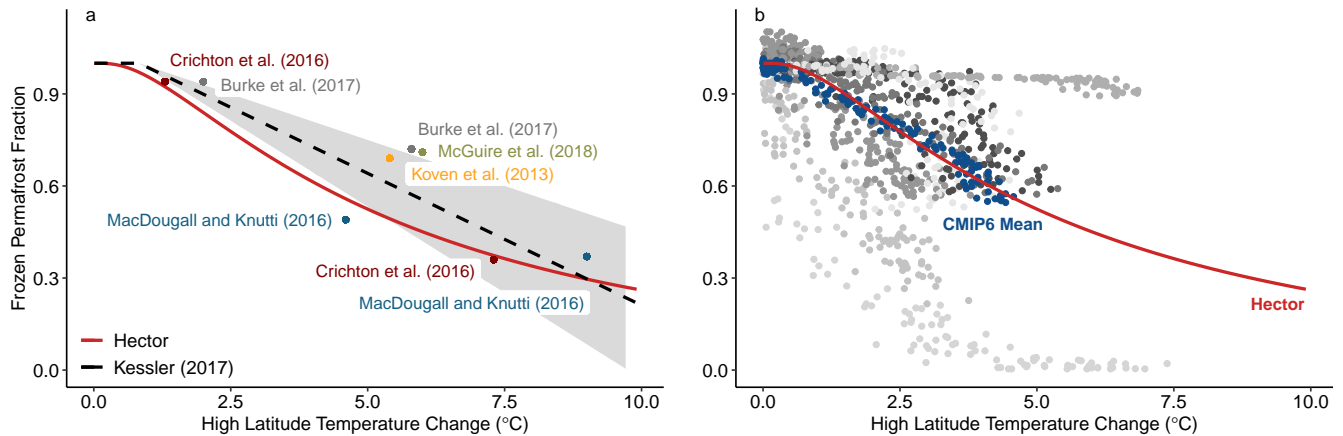 a
Frozen Permafrost Fraction
0.9
0.6
0.3
0.0
Crichton et al. (2016)
Burke et al. (2017)
Burke et al. (2017)
McGuire et al. (2018)
Koven et al. (2013)
MacDougall and Knutti (2016)
Crichton et al. (2016)
MacDougall and Knutti (2016)
Hector
Kessler (2017)
0.0 2.5 5.0 7.5 10.0
High Latitude Temperature Change (°C)
b
0.9
0.6
0.3
0.0
CMIP6 Mean
Hector
0.0 2.5 5.0 7.5 10.0
High Latitude Temperature Change (°C)